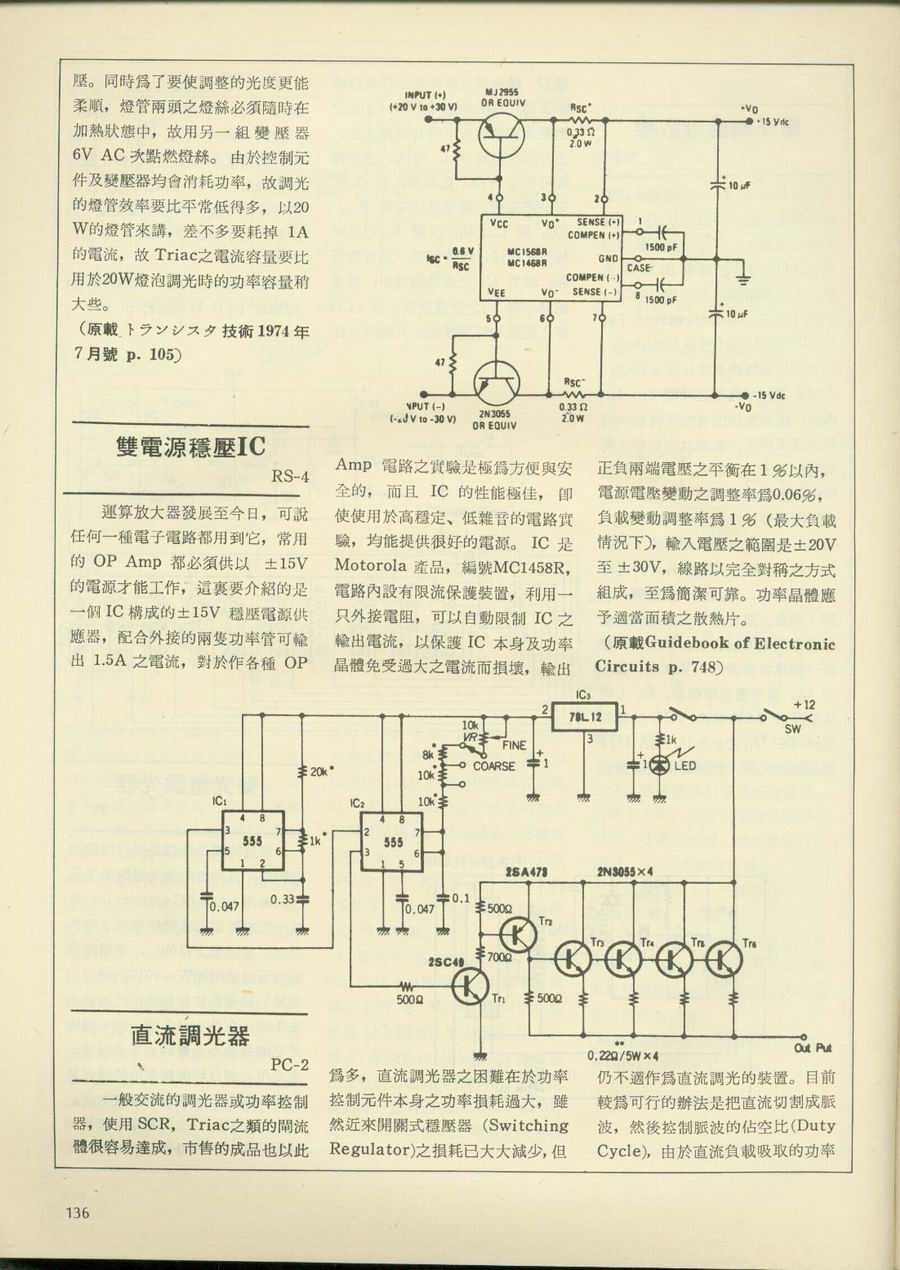 壓。同時爲了要使調整的光度更能
柔順，燈管兩頭之燈絲必須隨時在
加熱狀態中，故用另一組變壓器
6V AC 次點燃燈絲。由於控制元
件及變壓器均會消耗功率，故調光
的燈管效率要比平常低得多，以20
W的燈管來講，差不多要耗掉 1A
的電流，故 Triac之電流容量要比
用於20W燈泡調光時的功率容量稍
大些。
（原載 トランジスタ 技術 1974 年
7 月號 p. 105）
INPUT (+)
(+20 V to +30 V)
MJ2955
OR EQUIV
RSC+
0.33 Ω
2.0 W
+VO
+15 Vdc
47
10 μF
4
3
2
VCC
VO+
SENSE (+)
1
COMPEN (+)
1500 pF
ISC = 0.6 V / RSC
MC1568R
MC1468R
GND
CASE
COMPEN (-)
VEE
VO-
SENSE (-)
8
1500 pF
5
6
7
10 μF
47
RSC-
-15 Vdc
-VO
(- V to -30 V)
2N3055
OR EQUIV
0.33 Ω
2.0 W
雙電源穩壓IC
RS-4
運算放大器發展至今日，可說
任何一種電子電路都用到它，常用
的 OP Amp 都必須供以 ±15V
的電源才能工作，這裏要介紹的是
一個 IC 構成的±15V 穩壓電源供
應器，配合外接的兩隻功率管可輸
出 1.5A 之電流，對於作各種 OP
Amp 電路之實驗是極爲方便與安
全的，而且 IC 的性能極佳，卽
使使用於高穩定、低雜音的電路實
驗，均能提供很好的電源。 IC 是
Motorola 產品，編號MC1458R，
電路內設有限流保護裝置，利用一
只外接電阻，可以自動限制 IC 之
輸出電流，以保護 IC 本身及功率
晶體免受過大之電流而損壞，輸出
正負兩端電壓之平衡在 1 %以內，
電源電壓變動之調整率爲0.06%，
負載變動調整率爲 1 %（最大負載
情況下），輸入電壓之範圍是±20V
至 ±30V，線路以完全對稱之方式
組成，至爲簡潔可靠。功率晶體應
予適當面積之散熱片。
（原載Guidebook of Electronic
Circuits p. 748）
IC3
2
78L12
1
3
+12
SW
10k
VR
FINE
8k*
COARSE
10k*
10k*
+
1
+
1
1k
LED
20k*
IC1
4 8
3
555
7
5
6
1 2
1k*
0.047
0.33
IC2
4 8
2
555
7
3
6
1 5
0.047
0.1
2SA473
2N3055×4
500Ω
Tr2
700Ω
Tr3
Tr4
Tr5
Tr6
2SC49
500Ω
Tr1
500Ω
0.22Ω/5W×4
Out Put
直流調光器
PC-2
一般交流的調光器或功率控制
器，使用 SCR，Triac之類的閘流
體很容易達成，市售的成品也以此
爲多，直流調光器之困難在於功率
控制元件本身之功率損耗過大，雖
然近來開關式穩壓器 (Switching
Regulator)之損耗已大大減少，但
仍不適作爲直流調光的裝置。目前
較爲可行的辦法是把直流切割成脈
波，然後控制脈波的佔空比(Duty
Cycle)，由於直流負載吸取的功率
136